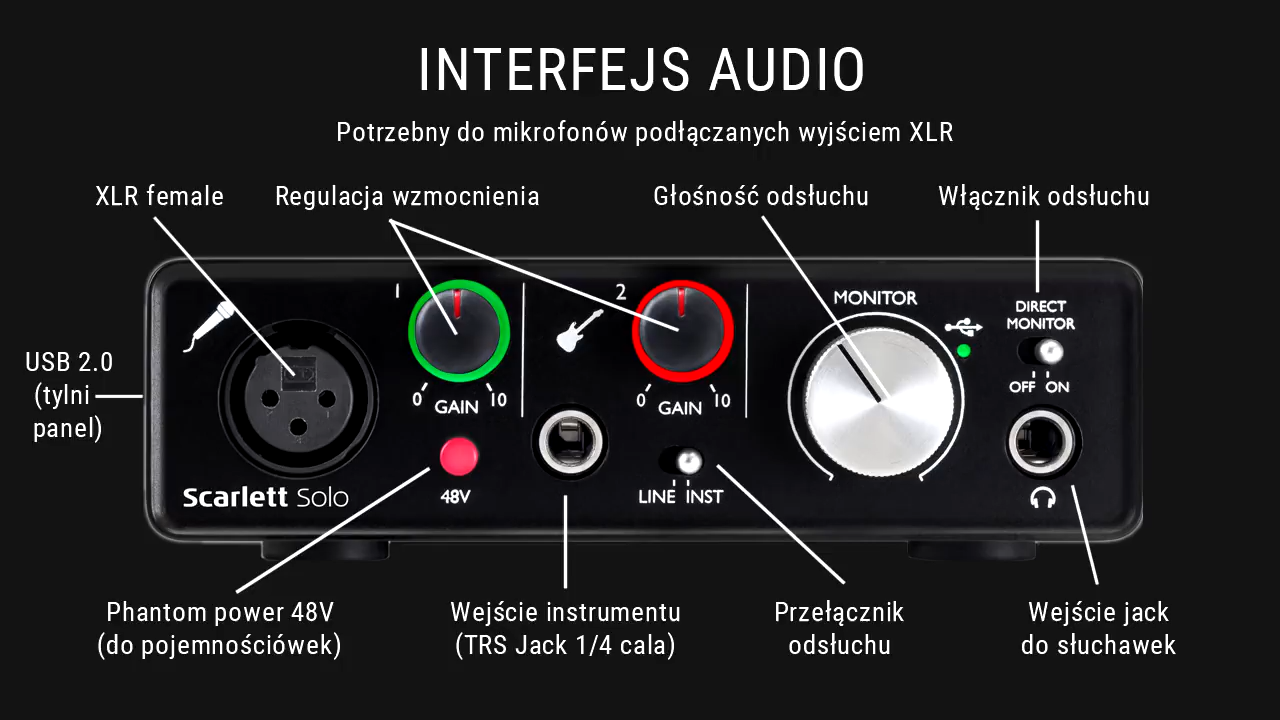 INTERFEJS AUDIO
Potrzebny do mikrofonów podłączanych wyjściem XLR
XLR female
Regulacja wzmocnienia
Głośność odsłuchu
Włącznik odsłuchu
USB 2.0
(tylni
panel)
1
0
10
GAIN
48V
Scarlett Solo
2
0
10
GAIN
LINE INST
MONITOR
DIRECT
MONITOR
OFF ON
Phantom power 48V
(do pojemnościówek)
Wejście instrumentu
(TRS Jack 1/4 cala)
Przełącznik
odsłuchu
Wejście jack
do słuchawek